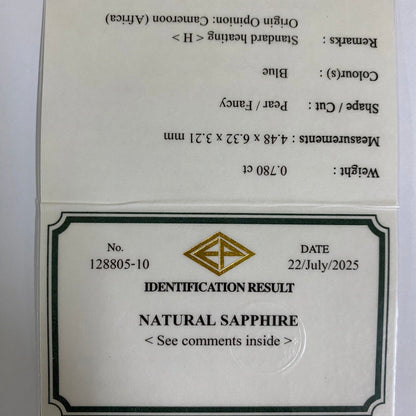 Weight : 0.780 ct
Measurements : 4.48 x 6.32 x 3.21 mm
Shape / Cut : Pear / Fancy
Colour(s) : Blue
Remarks : Standard heating < H >
Origin Opinion: Cameroon (Africa)
No. DATE
128805-10 22/July/2025
EP
IDENTIFICATION RESULT
NATURAL SAPPHIRE
< See comments inside >